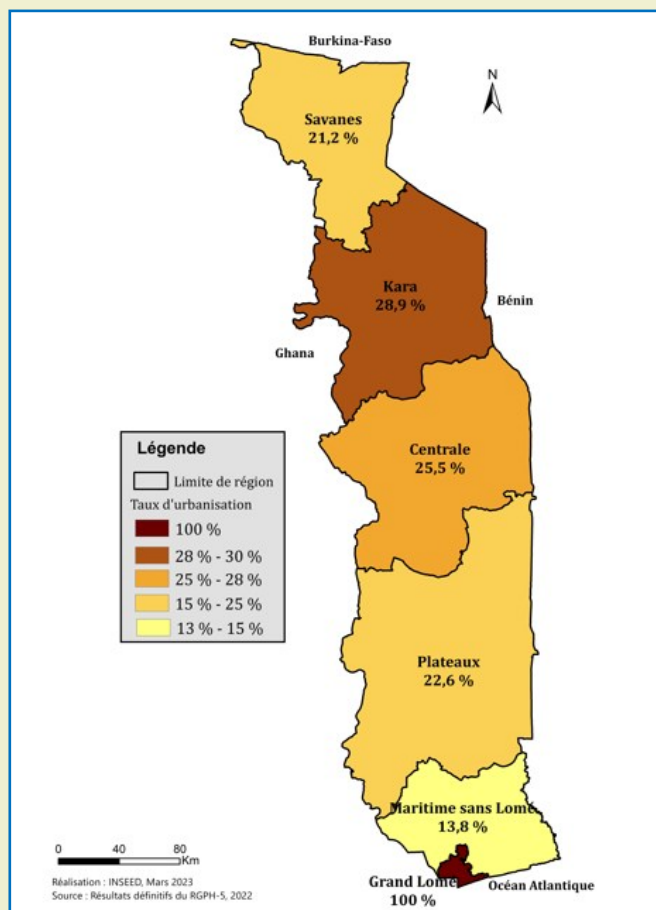 Burkina-Faso
N
Savanes
21,2 %
Kara
28,9 %
Bénin
Ghana
Centrale
25,5 %
Légende
Limite de région
Taux d'urbanisation
100 %
28 % - 30 %
25 % - 28 %
15 % - 25 %
13 % - 15 %
Plateaux
22,6 %
Maritime sans Lomé
13,8 %
Grand Lomé
100 %
Océan Atlantique
0 40 80
Km
Réalisation : INSEED, Mars 2023
Source : Résultats définitifs du RGPH-5, 2022